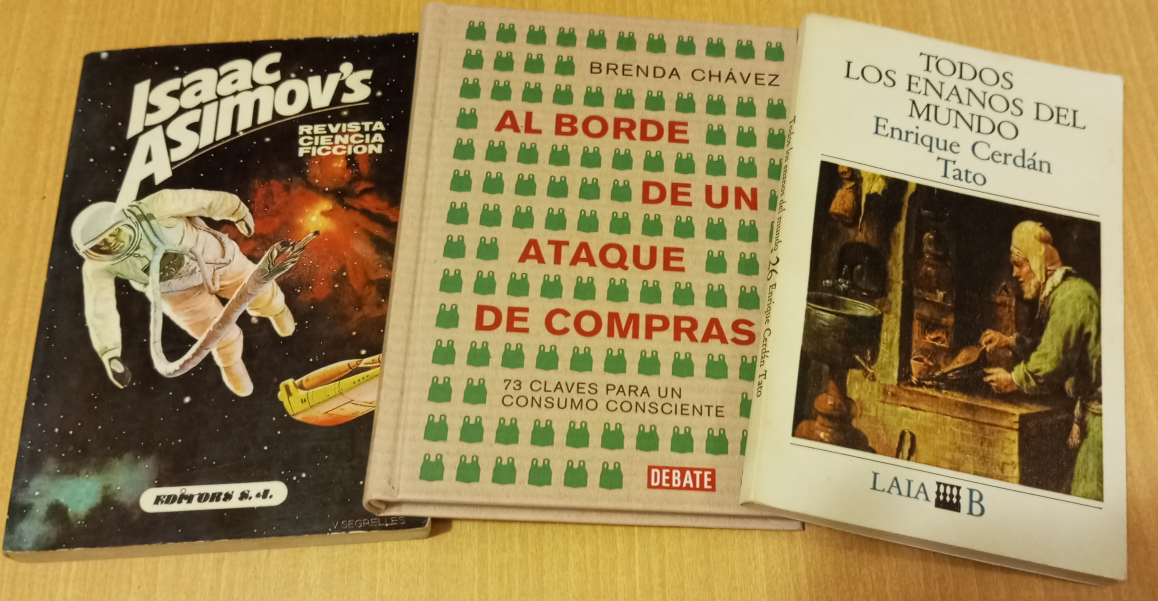 Isaac
Asimov's
REVISTA
CIENCIA
FICCION
EDITORS S.A.
V SEGRELLES
BRENDA CHÁVEZ
AL BORDE
DE UN
ATAQUE
DE COMPRAS
73 CLAVES PARA UN
CONSUMO CONSCIENTE
DEBATE
Todos los enanos del mundo 26 Enrique Cerdán Tato
TODOS
LOS ENANOS DEL
MUNDO
Enrique Cerdán
Tato
LAIA B